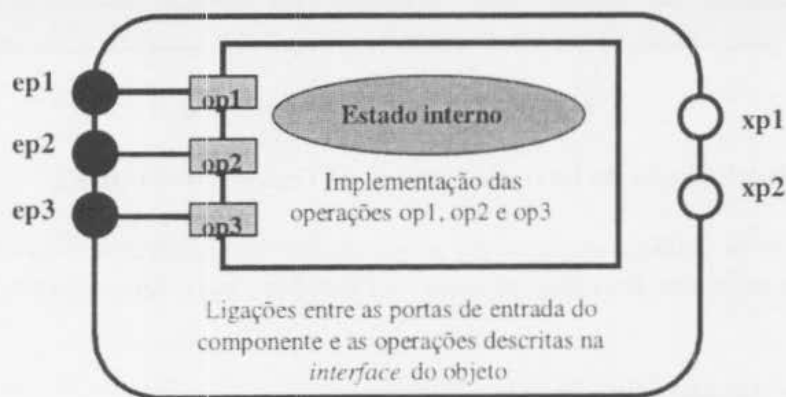 ep1
ep2
ep3
op1
op2
op3
Estado interno
Implementação das
operações op1, op2 e op3
xp1
xp2
Ligações entre as portas de entrada do
componente e as operações descritas na
interface do objeto